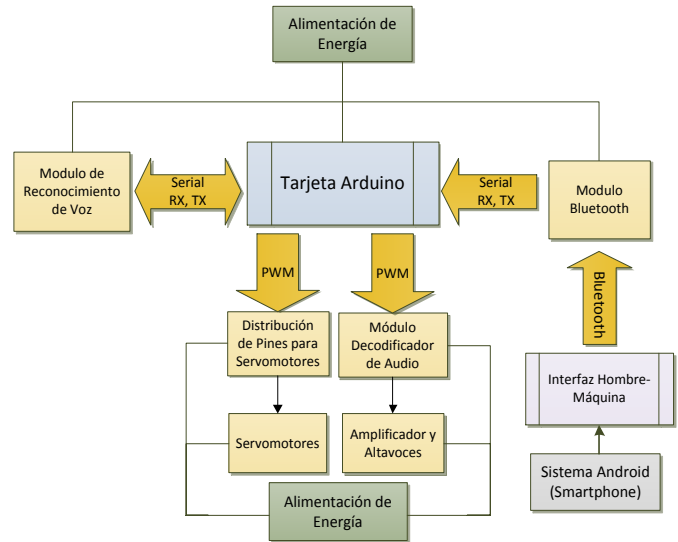 Alimentación de
Energía
Modulo de
Reconocimiento
de Voz
Serial
RX, TX
Tarjeta Arduino
Serial
RX, TX
Modulo
Bluetooth
PWM
PWM
Bluetooth
Distribución
de Pines para
Servomotores
Módulo
Decodificador
de Audio
Interfaz Hombre-
Máquina
Servomotores
Amplificador y
Altavoces
Sistema Android
(Smartphone)
Alimentación de
Energía